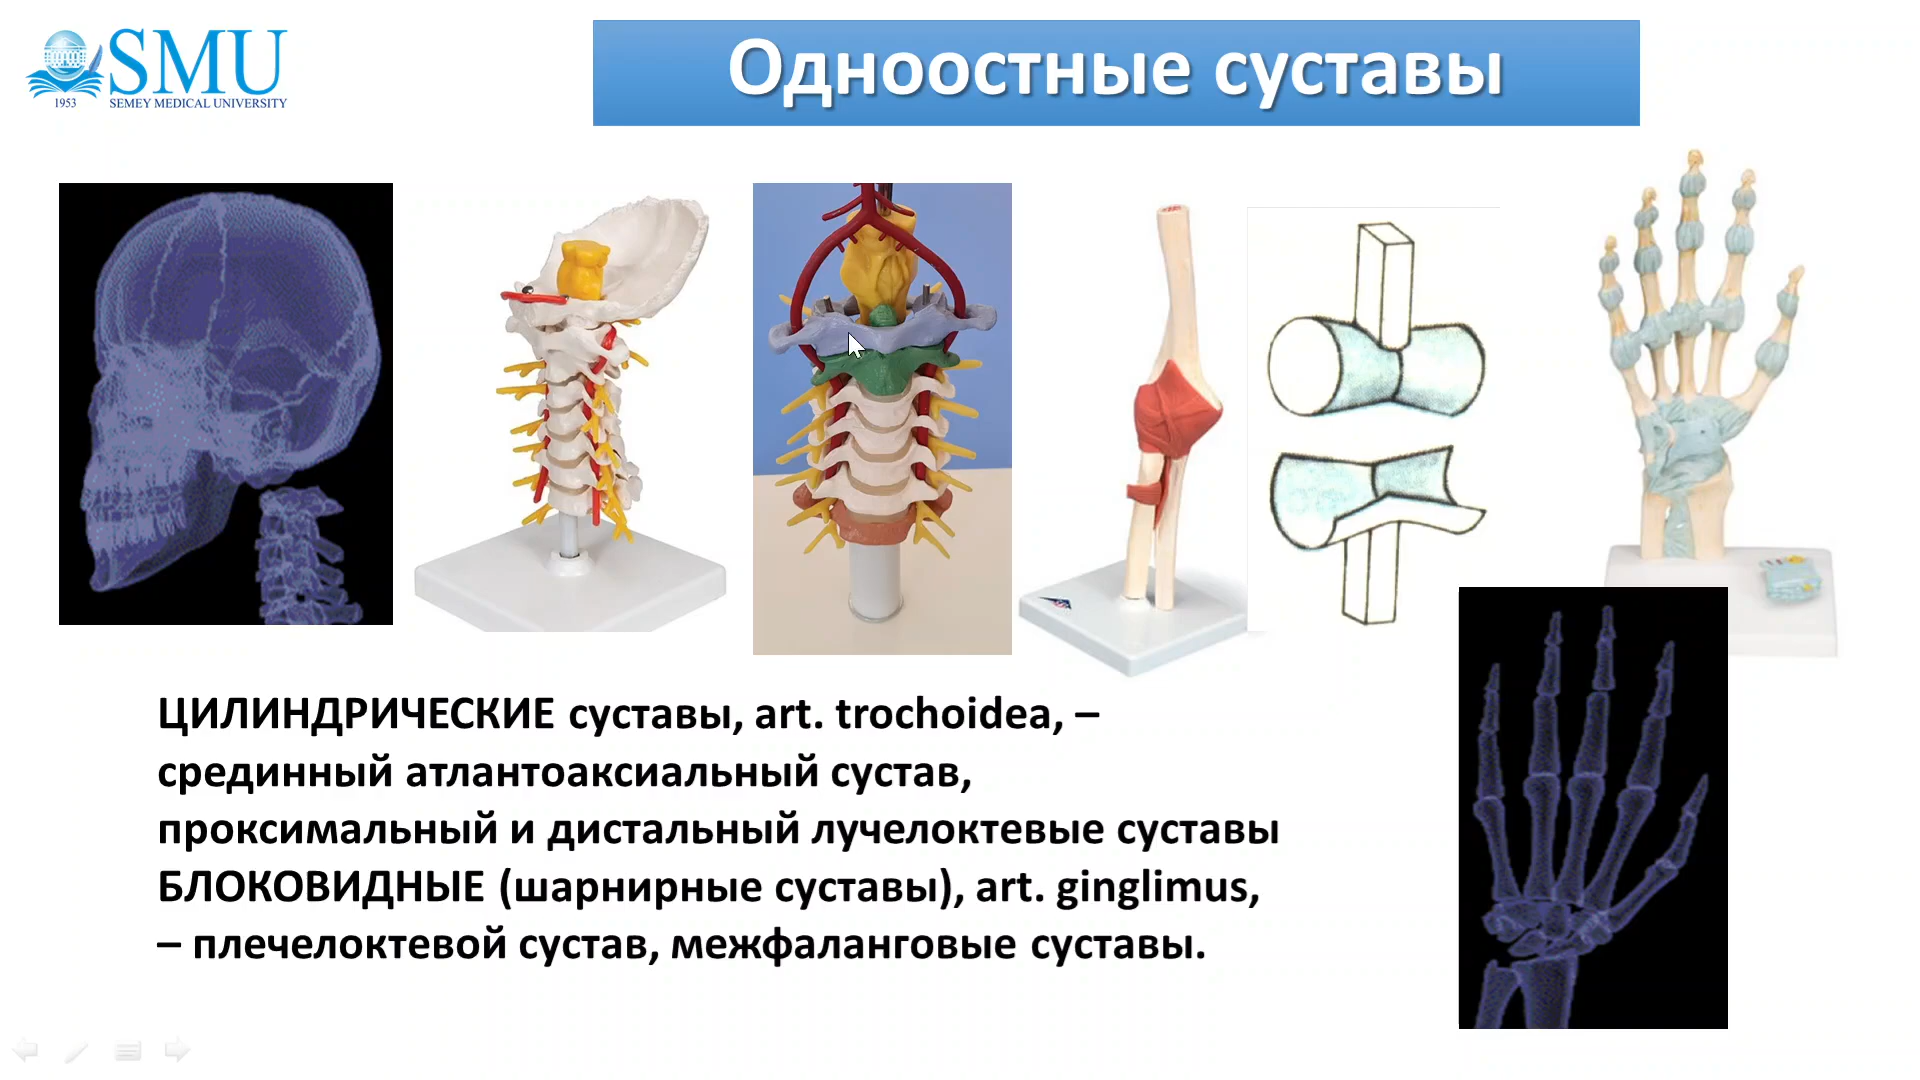 SMU
1953
SEMEY MEDICAL UNIVERSITY
Одноостные суставы
ЦИЛИНДРИЧЕСКИЕ суставы, art. trochoidea, –
срединный атлантоаксиальный сустав,
проксимальный и дистальный лучелоктевые суставы
БЛОКОВИДНЫЕ (шарнирные суставы), art. ginglimus,
– плечелоктевой сустав, межфаланговые суставы.